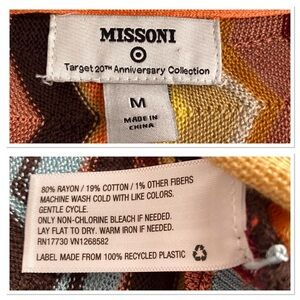 MISSONI
Target 20TH Anniversary Collection
M
MADE IN
CHINA
80% RAYON / 19% COTTON / 1% OTHER FIBERS
MACHINE WASH COLD WITH LIKE COLORS.
GENTLE CYCLE.
ONLY NON-CHLORINE BLEACH IF NEEDED.
LAY FLAT TO DRY. WARM IRON IF NEEDED.
RN17730 VN1268582
LABEL MADE FROM 100% RECYCLED PLASTIC